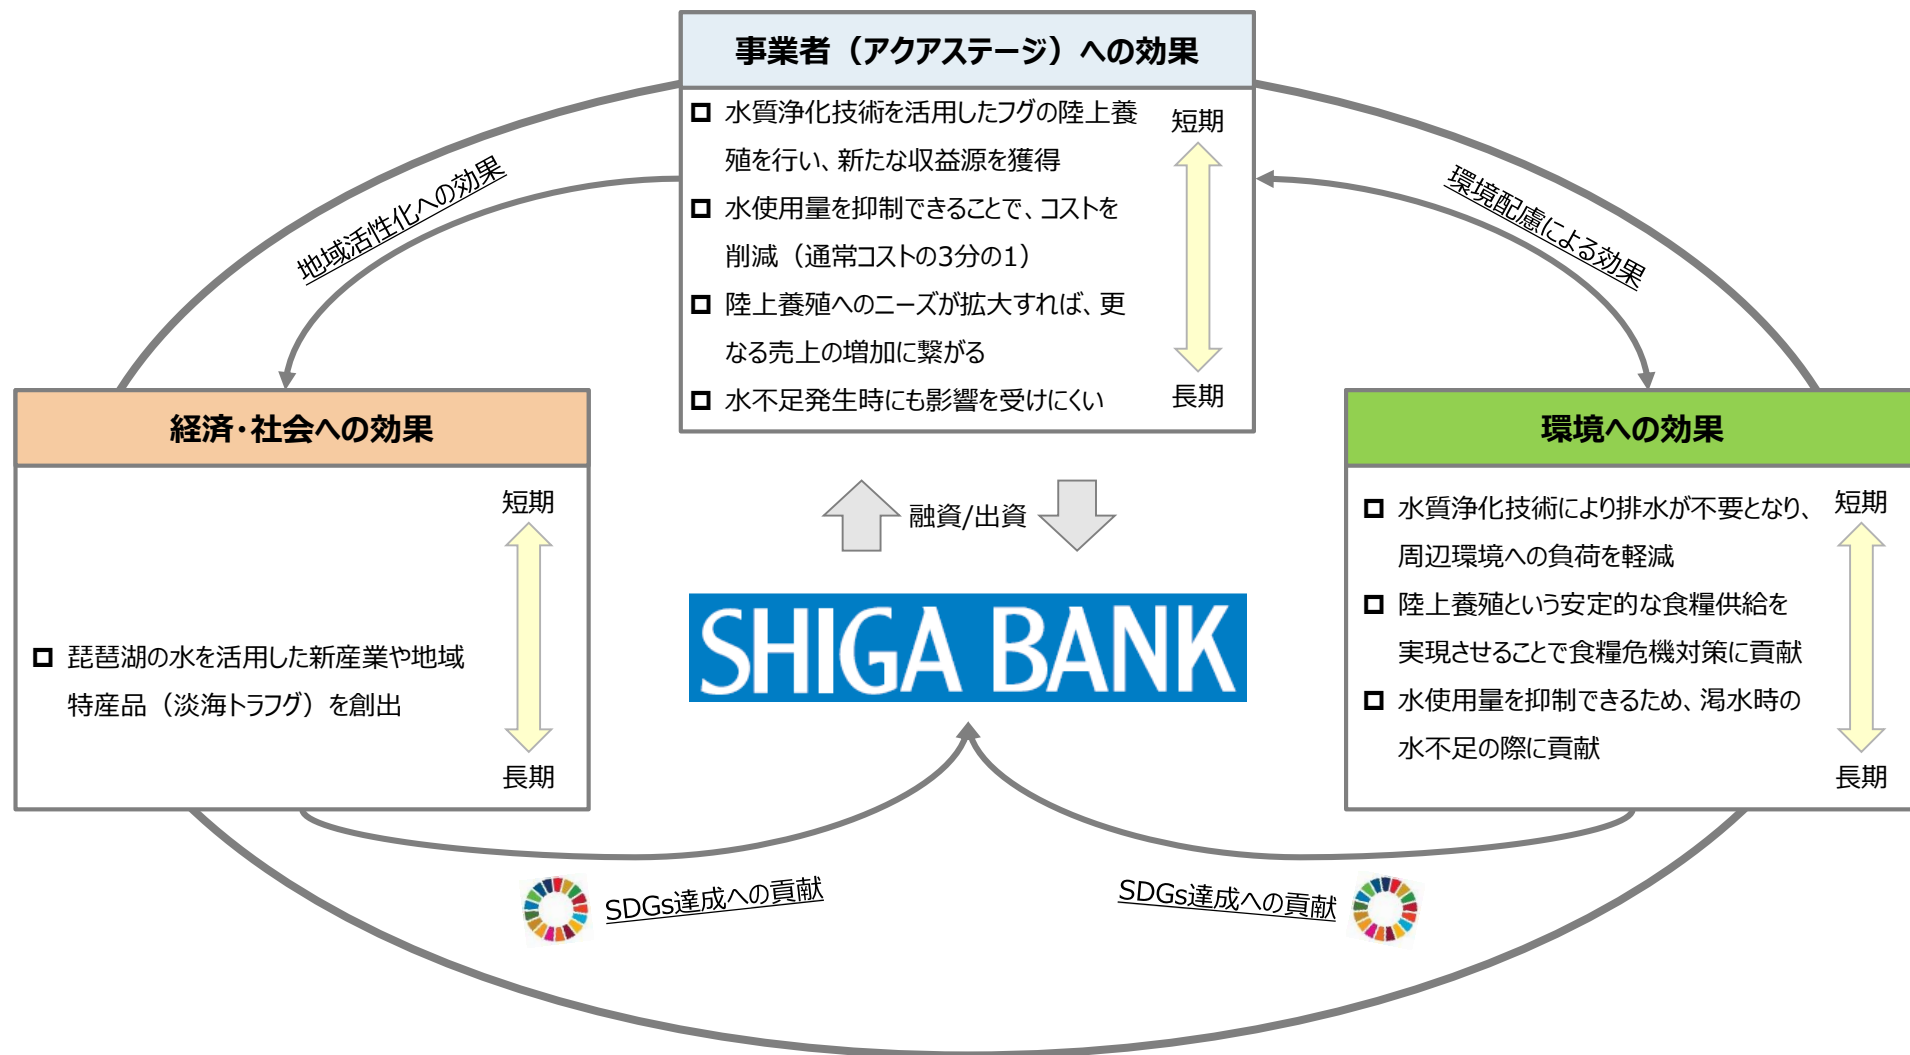 事業者（アクアステージ）への効果
水質浄化技術を活用したフグの陸上養
殖を行い、新たな収益源を獲得
水使用量を抑制できることで、コストを
削減（通常コストの3分の1）
陸上養殖へのニーズが拡大すれば、更
なる売上の増加に繋がる
水不足発生時にも影響を受けにくい
短期
長期
地域活性化への効果
環境配慮による効果
経済・社会への効果
短期
琵琶湖の水を活用した新産業や地域
特産品（淡海トラフグ）を創出
長期
融資/出資
SHIGA BANK
環境への効果
水質浄化技術により排水が不要となり、
周辺環境への負荷を軽減
陸上養殖という安定的な食糧供給を
実現させることで食糧危機対策に貢献
水使用量を抑制できるため、渇水時の
水不足の際に貢献
短期
長期
SDGs達成への貢献
SDGs達成への貢献